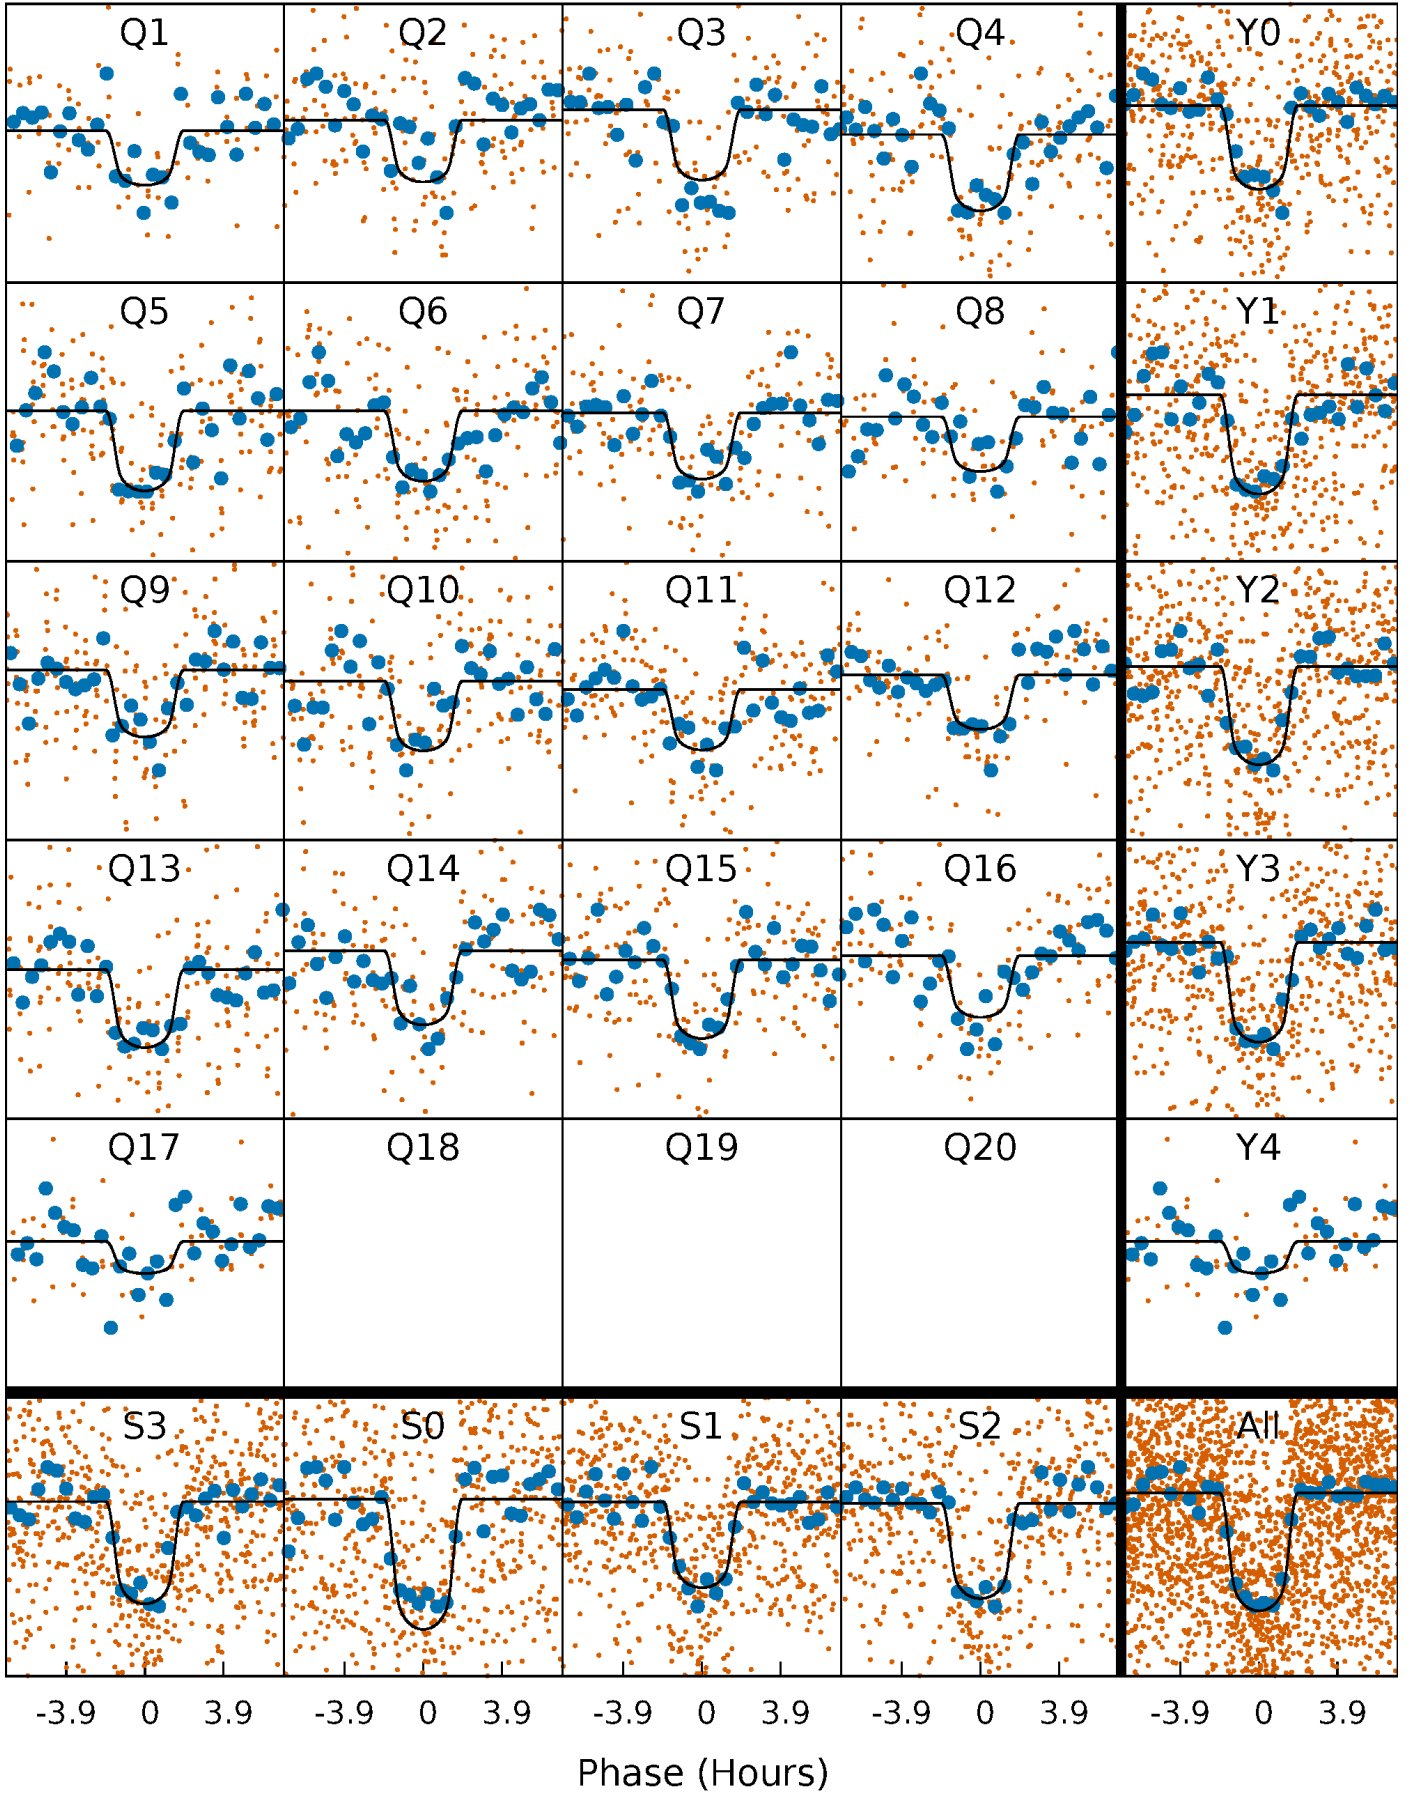 Q1 Q2 Q3 Q4 Y0
Q5 Q6 Q7 Q8 Y1
Q9 Q10 Q11 Q12 Y2
Q13 Q14 Q15 Q16 Y3
Q17 Q18 Q19 Q20 Y4
S3 S0 S1 S2 All
-3.9 0 3.9 -3.9 0 3.9 -3.9 0 3.9 -3.9 0 3.9 -3.9 0 3.9
Phase (Hours)